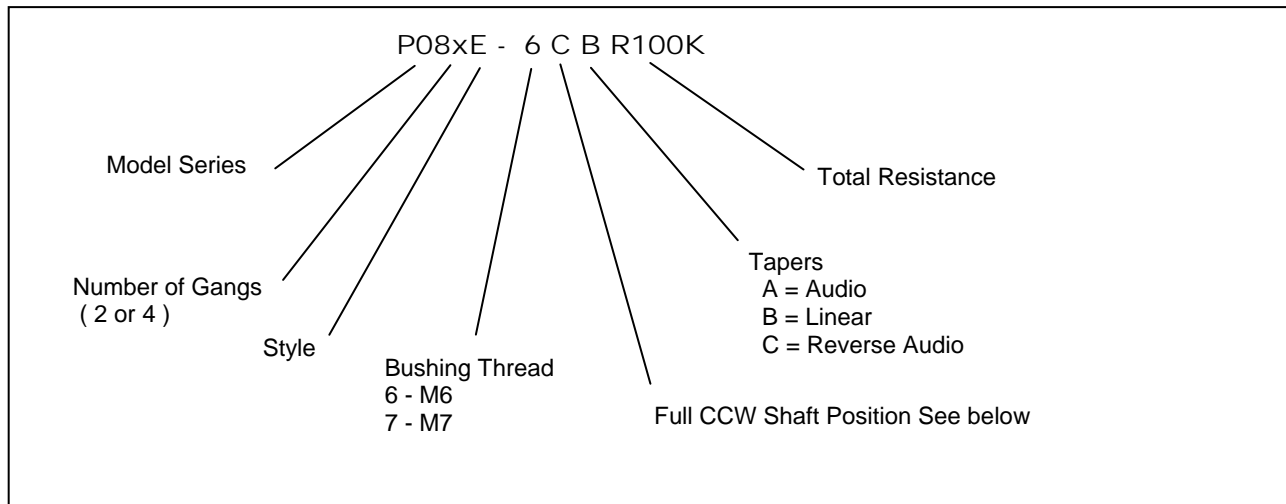 P08xE - 6 C B R100K
Model Series
Total Resistance
Number of Gangs
( 2 or 4 )
Style
Bushing Thread
6 - M6
7 - M7
Tapers
A = Audio
B = Linear
C = Reverse Audio
Full CCW Shaft Position See below